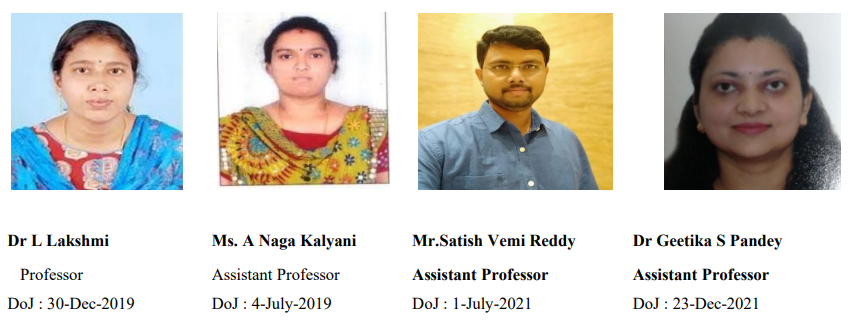 Dr L Lakshmi
Ms. A Naga Kalyani
Mr.Satish Vemi Reddy
Dr Geetika S Pandey
Professor
Assistant Professor
Assistant Professor
Assistant Professor
DoJ : 30-Dec-2019
DoJ : 4-July-2019
DoJ : 1-July-2021
DoJ : 23-Dec-2021